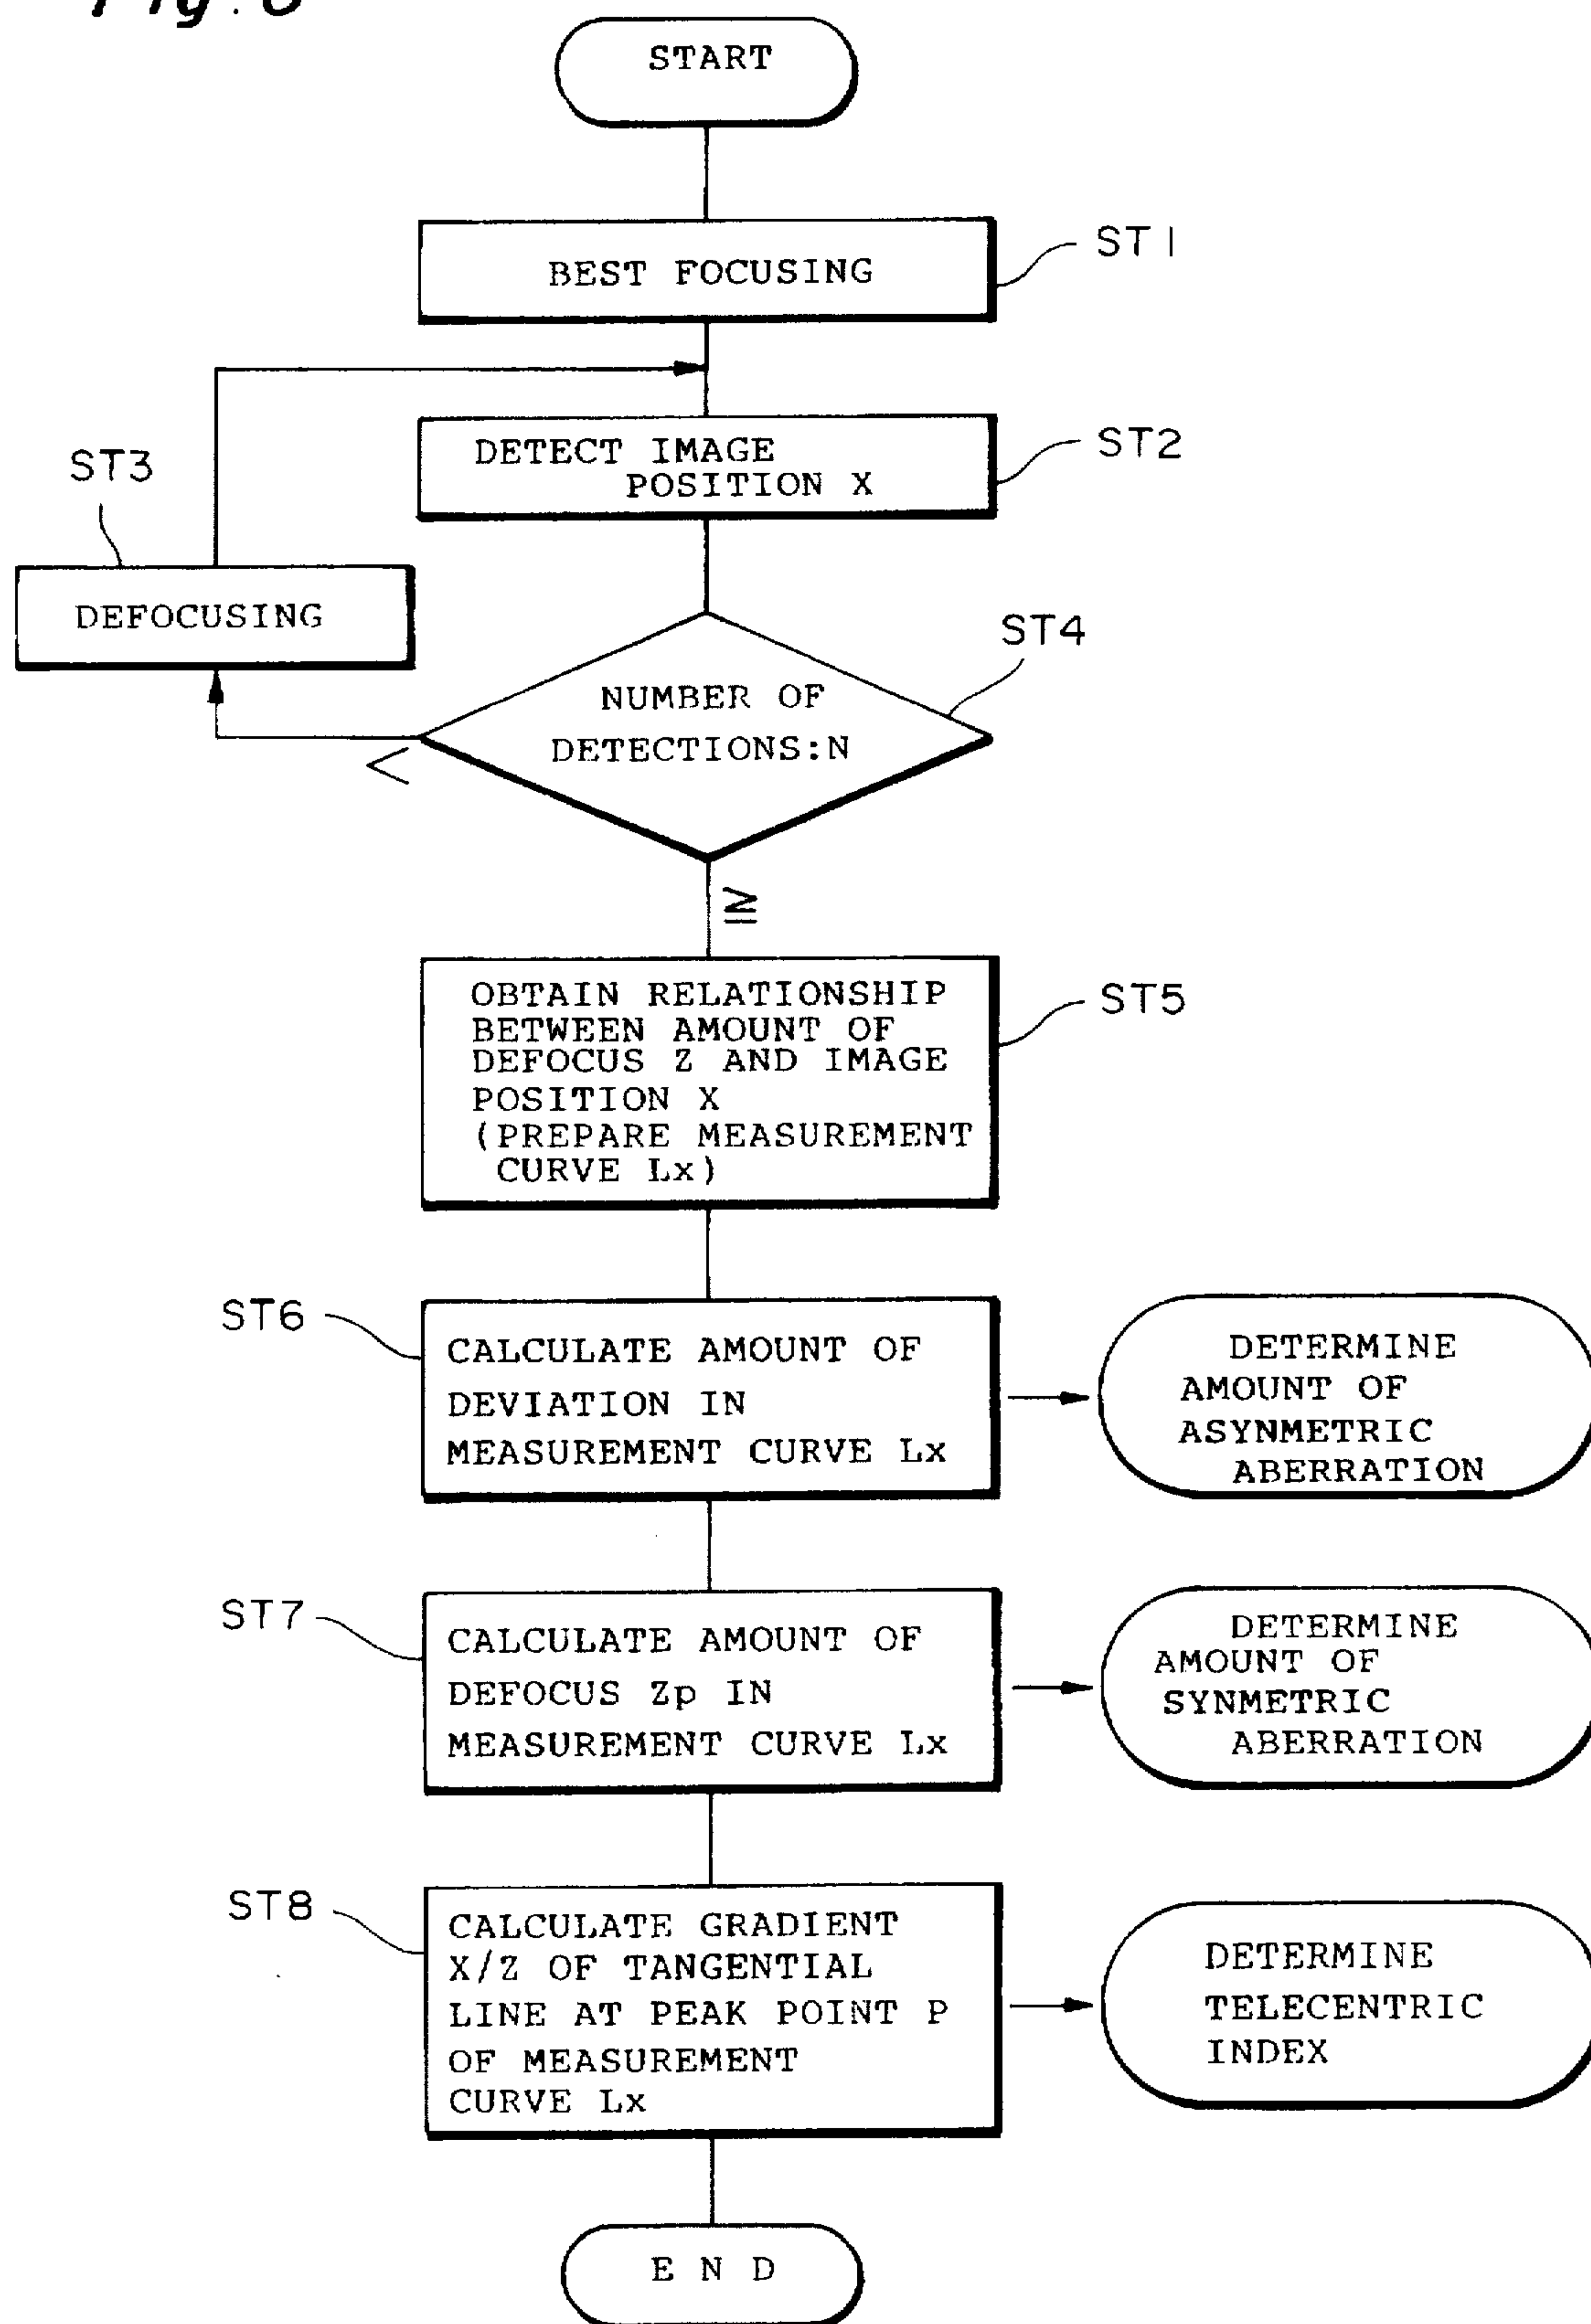 START
BEST FOCUSING
ST1
DETECT IMAGE
POSITION X
ST2
ST3
DEFOCUSING
ST4
NUMBER OF
DETECTIONS:N
<
≧
OBTAIN RELATIONSHIP
BETWEEN AMOUNT OF
DEFOCUS Z AND IMAGE
POSITION X
(PREPARE MEASUREMENT
CURVE Lx)
ST5
ST6
CALCULATE AMOUNT OF
DEVIATION IN
MEASUREMENT CURVE Lx
DETERMINE
AMOUNT OF
ASYNMETRIC
ABERRATION
ST7
CALCULATE AMOUNT OF
DEFOCUS Zp IN
MEASUREMENT CURVE Lx
DETERMINE
AMOUNT OF
SYNMETRIC
ABERRATION
ST8
CALCULATE GRADIENT
X/Z OF TANGENTIAL
LINE AT PEAK POINT P
OF MEASUREMENT
CURVE Lx
DETERMINE
TELECENTRIC
INDEX
E N D